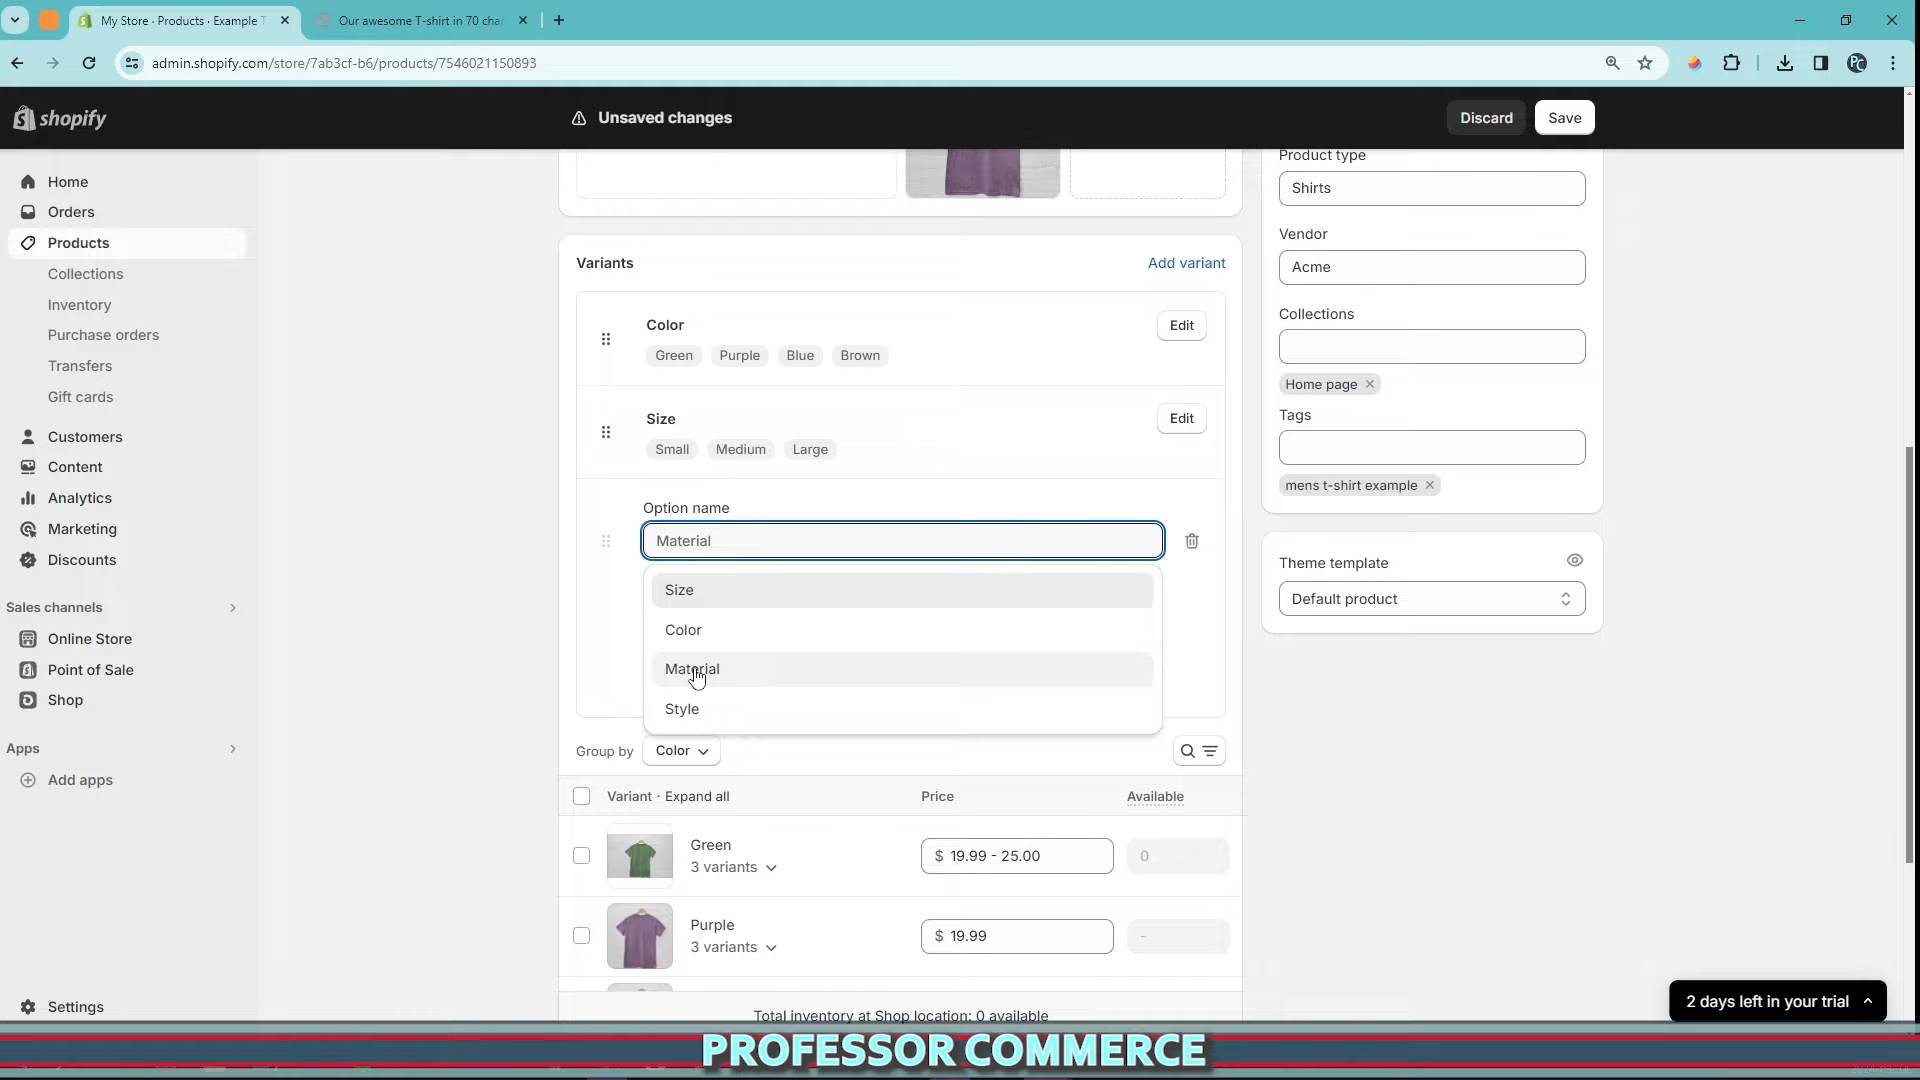 My Store · Products · Example T
Our awesome T-shirt in 70 cha
admin.shopify.com/store/7ab3cf-b6/products/7546021150893
PC
shopify
Unsaved changes
Discard
Save
Home
Orders
Products
Collections
Inventory
Purchase orders
Transfers
Gift cards
Customers
Content
Analytics
Marketing
Discounts
Sales channels
Online Store
Point of Sale
Shop
Apps
Add apps
Settings
Variants
Add variant
Color
Edit
Green Purple Blue Brown
Size
Edit
Small Medium Large
Option name
Material
Size
Color
Material
Style
Group by Color
Variant · Expand all
Price
Available
Green
3 variants
$ 19.99 - 25.00
0
Purple
3 variants
$ 19.99
-
Total inventory at Shop location: 0 available
Product type
Shirts
Vendor
Acme
Collections
Home page
Tags
mens t-shirt example
Theme template
Default product
2 days left in your trial
PROFESSOR COMMERCE